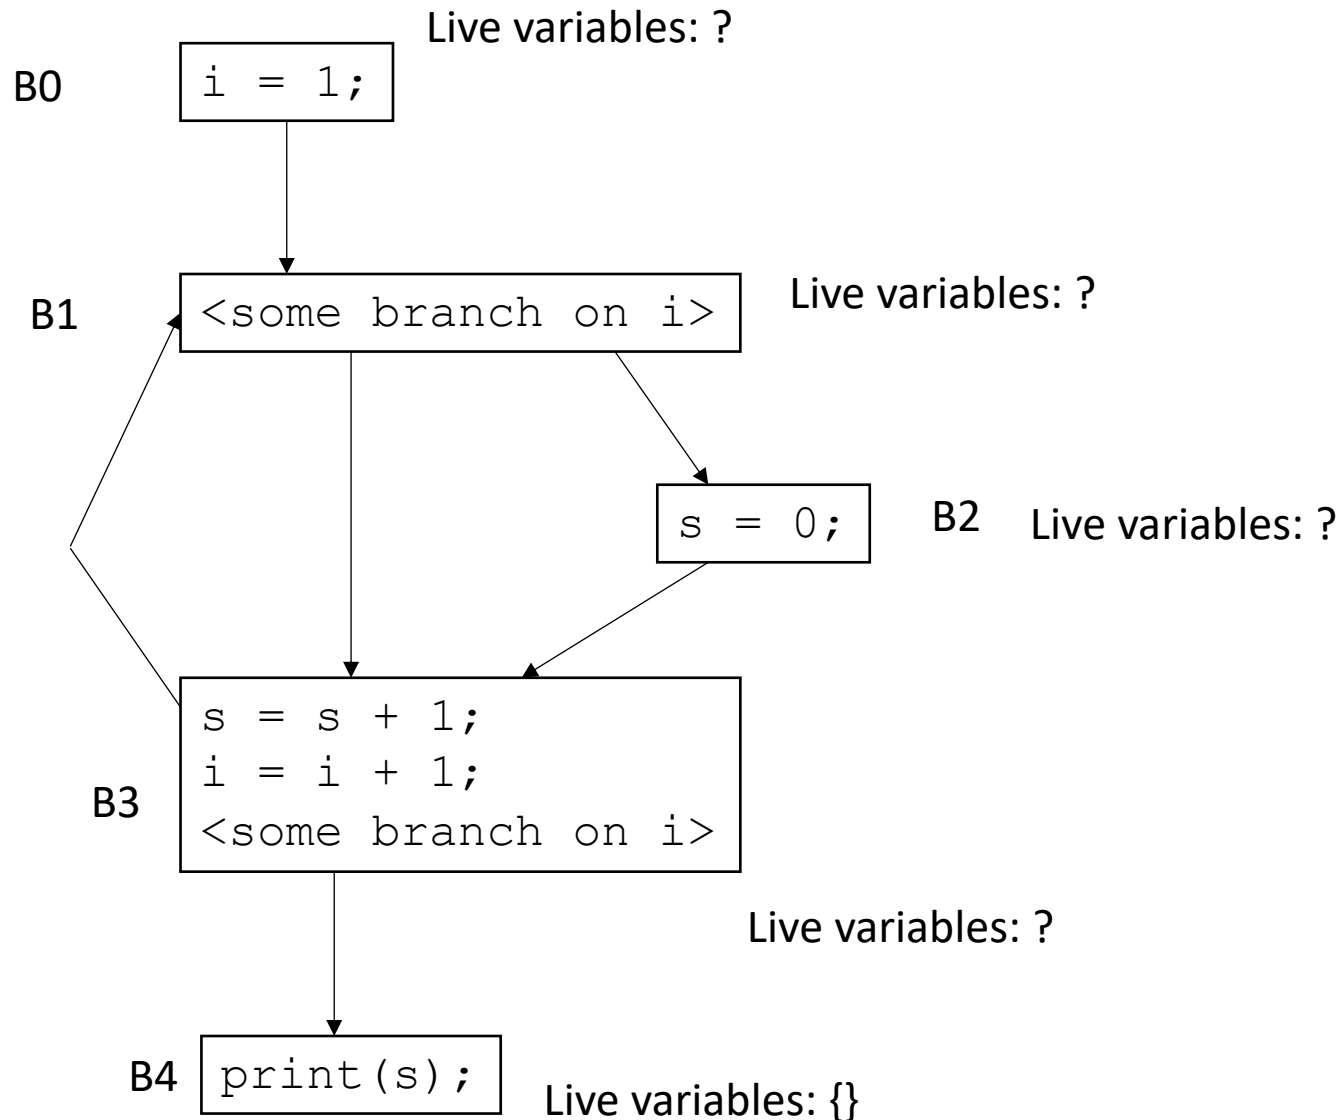 Live variables: ?
B0
i = 1;
B1
<some branch on i>
Live variables: ?
s = 0;
B2
Live variables: ?
B3
s = s + 1;
i = i + 1;
<some branch on i>
Live variables: ?
B4
print(s);
Live variables: {}